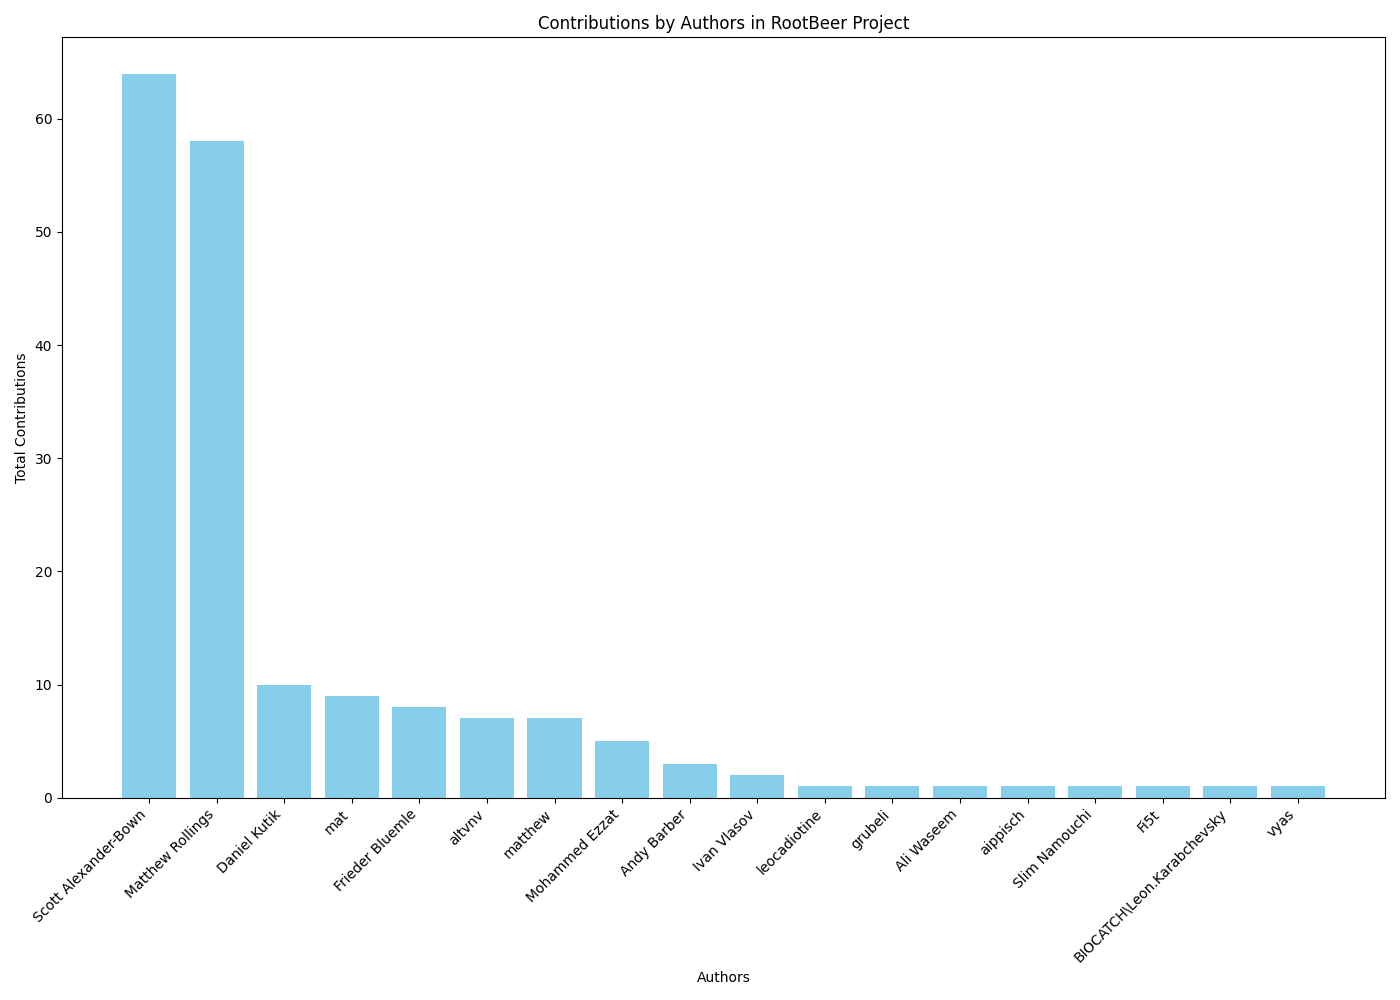 Contributions by Authors in RootBeer Project
Total Contributions
60
50
40
30
20
10
0
Scott Alexander-Bown
Matthew Rollings
Daniel Kutik
mat
Frieder Bluemle
altvnv
matthew
Mohammed Ezzat
Andy Barber
Ivan Vlasov
leocadiotine
grubeli
Ali Waseem
aippisch
Slim Namouchi
Fi5t
BIOCATCH\Leon.Karabchevsky
vyas
Authors